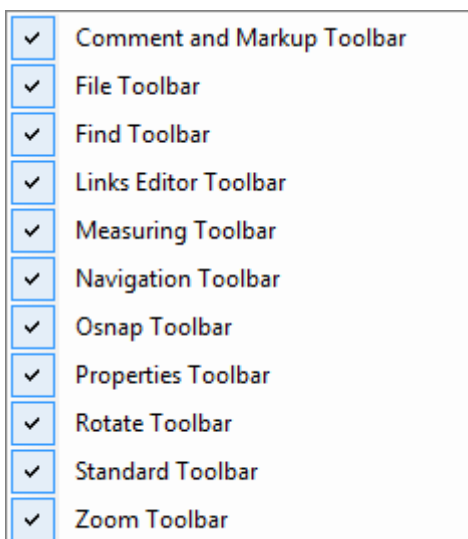 Comment and Markup Toolbar
File Toolbar
Find Toolbar
Links Editor Toolbar
Measuring Toolbar
Navigation Toolbar
Osnap Toolbar
Properties Toolbar
Rotate Toolbar
Standard Toolbar
Zoom Toolbar